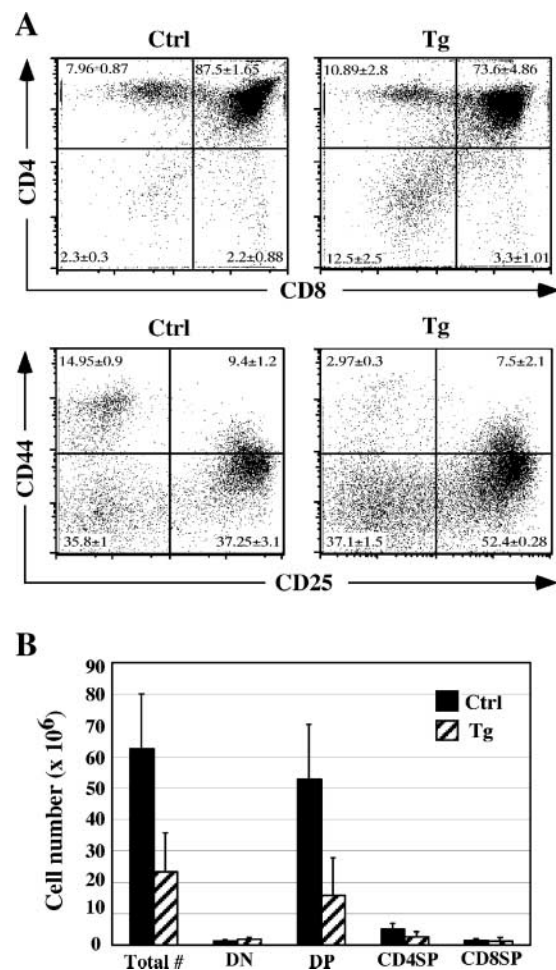 A
Ctrl Tg
7.96±0.87 87.5±1.65 10.89±2.8 73.6±4.86
CD4
2.3±0.3 2.2±0.88 12.5±2.5 3.3±1.01
CD8
Ctrl Tg
14.95±0.9 9.4±1.2 2.97±0.3 7.5±2.1
CD44
35.8±1 37.25±3.1 37.1±1.5 52.4±0.28
CD25
B
90
80
70
60
50
40
30
20
10
0
Cell number (x 10⁶)
Ctrl
Tg
Total # DN DP CD4SP CD8SP